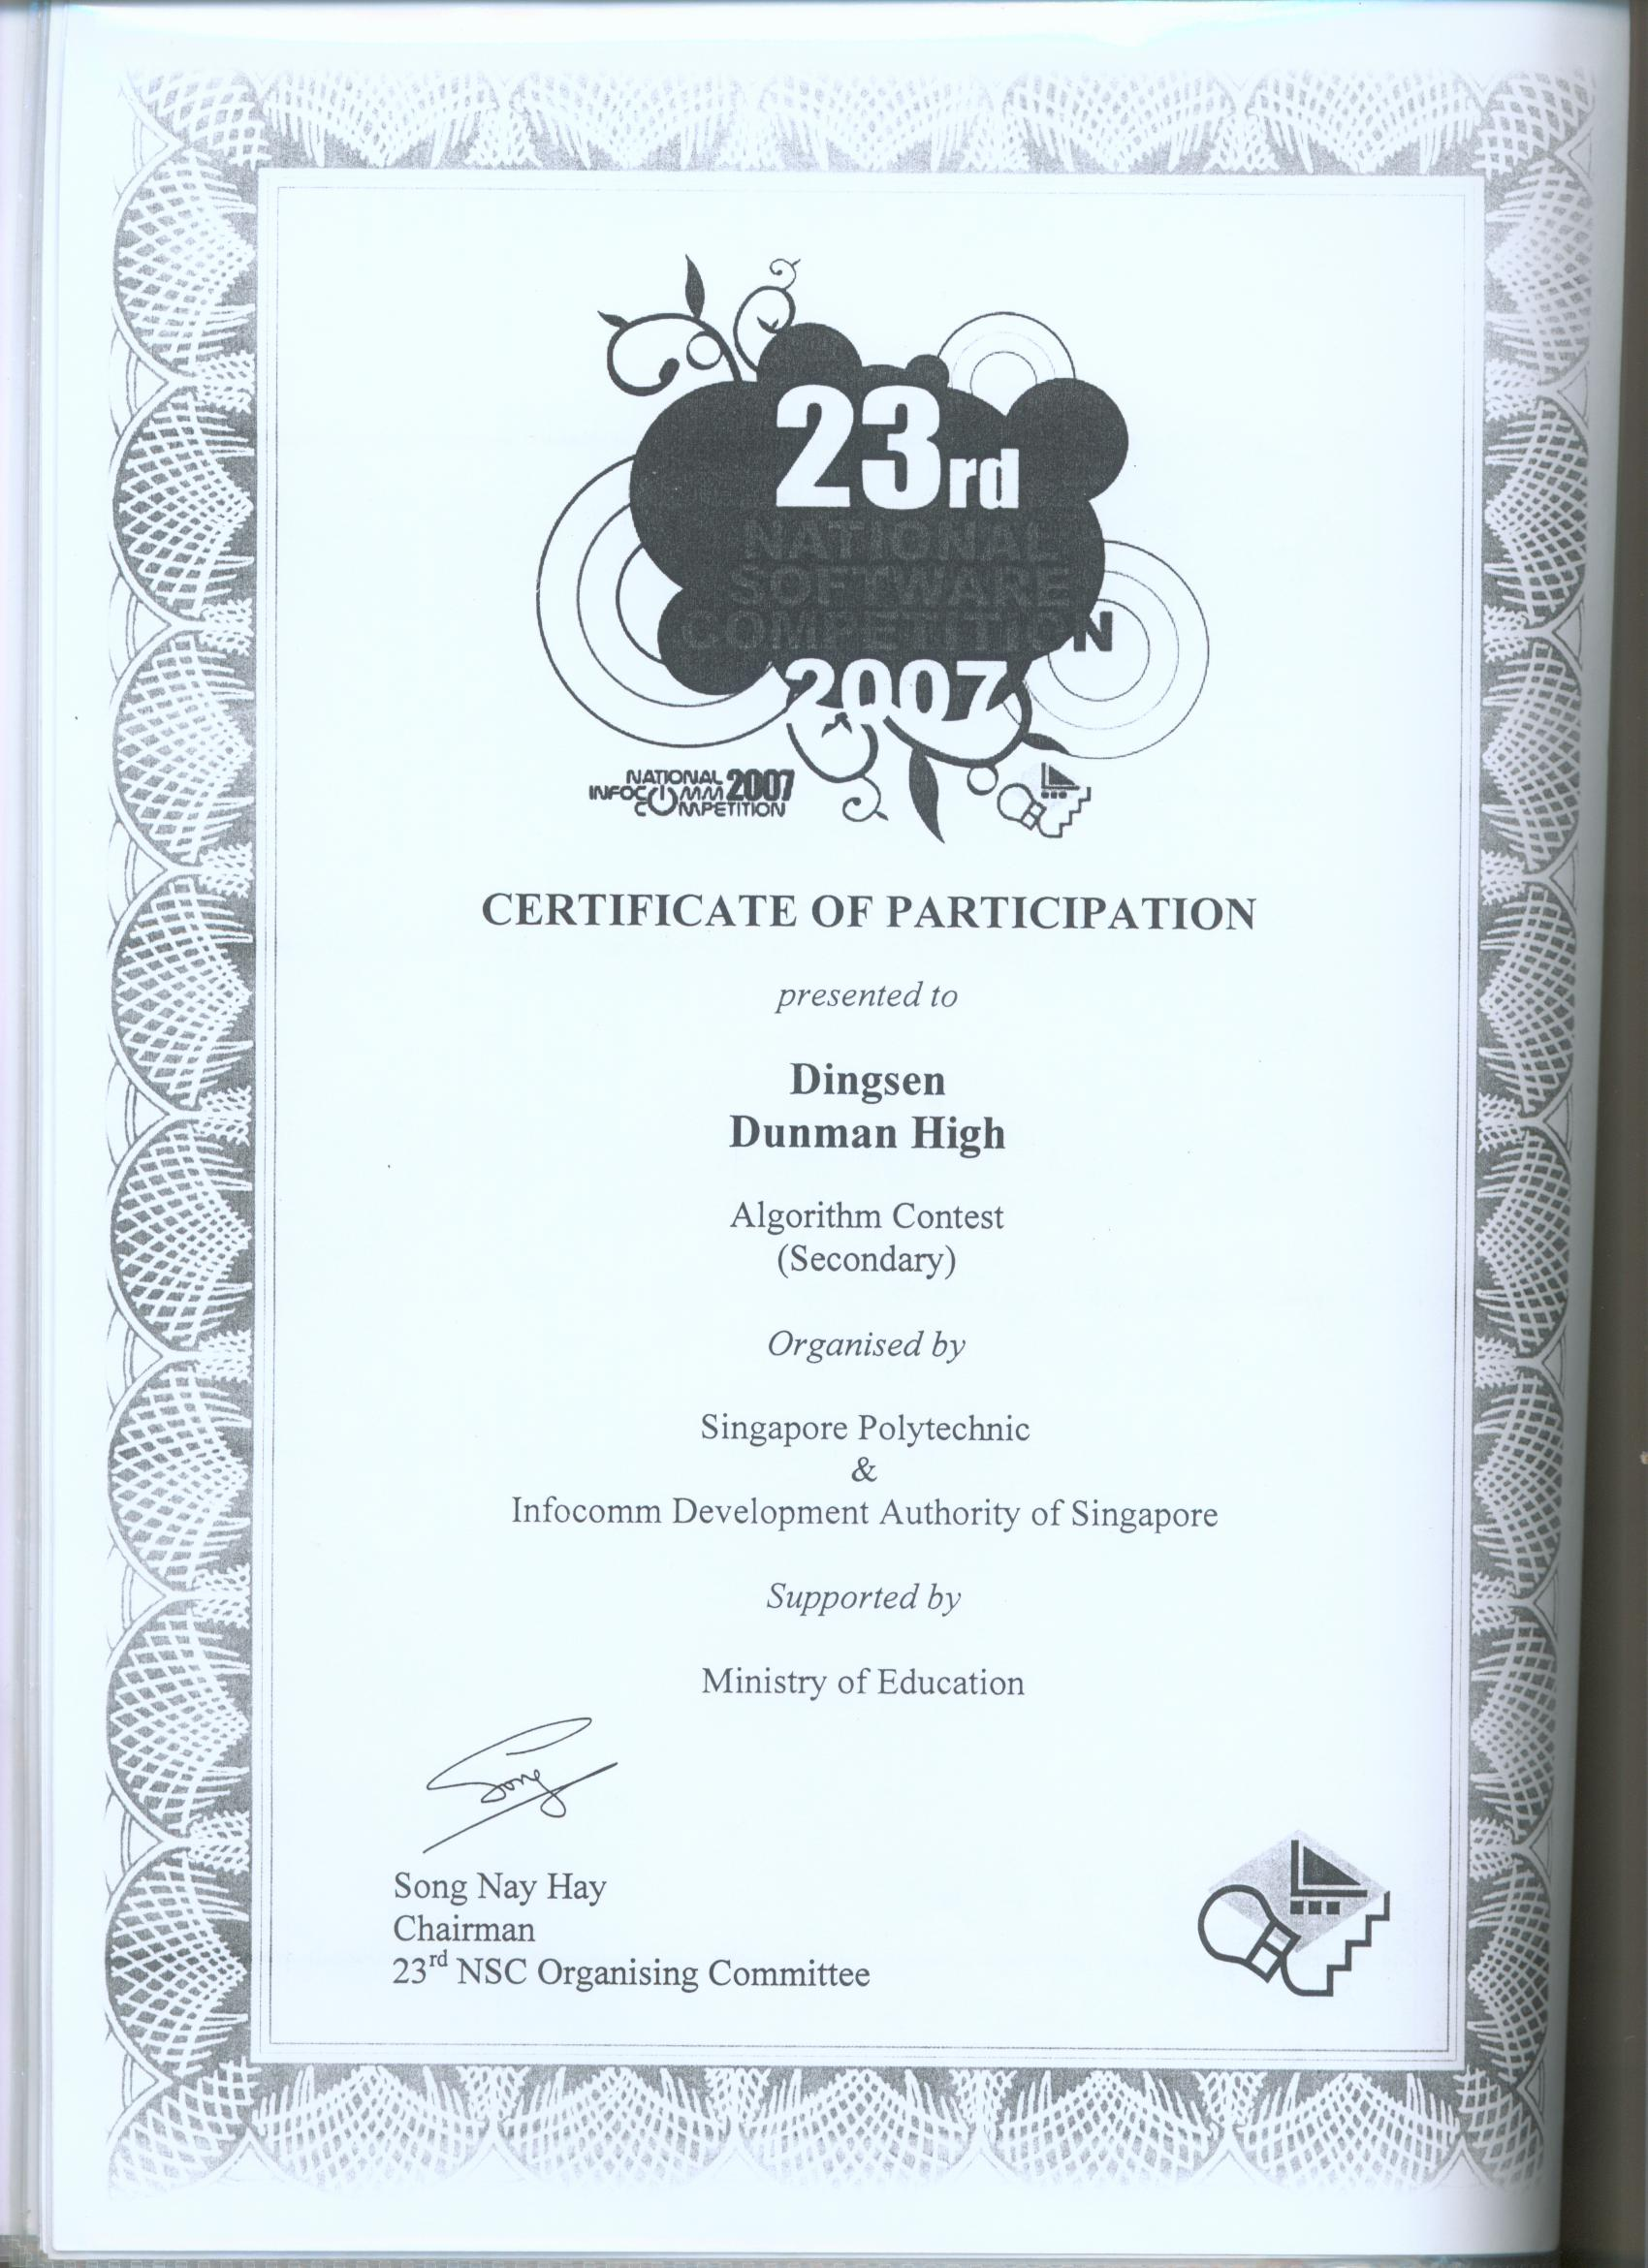 23rd
NATIONAL
SOFTWARE
COMPETITION
2007
NATIONAL 2007
INFOCOMM
COMPETITION
CERTIFICATE OF PARTICIPATION
presented to
Dingsen
Dunman High
Algorithm Contest
(Secondary)
Organised by
Singapore Polytechnic
&
Infocomm Development Authority of Singapore
Supported by
Ministry of Education
Song
Song Nay Hay
Chairman
23rd NSC Organising Committee